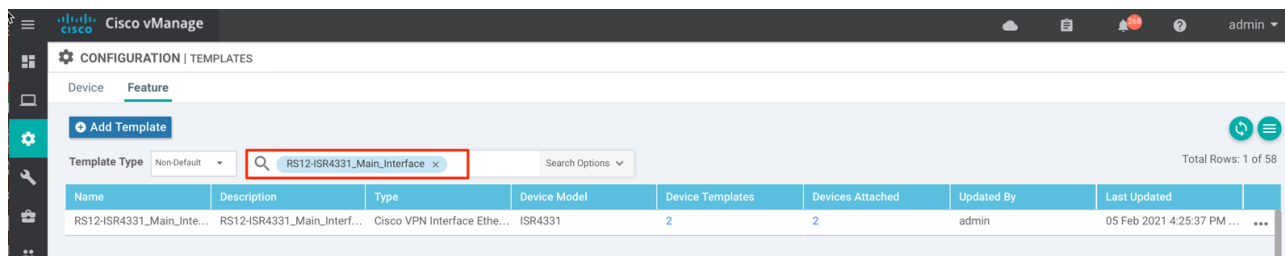 cisco Cisco vManage 268 admin
CONFIGURATION | TEMPLATES
Device Feature
Add Template
Template Type Non-Default RS12-ISR4331_Main_Interface × Search Options Total Rows: 1 of 58
Name Description Type Device Model Device Templates Devices Attached Updated By Last Updated
RS12-ISR4331_Main_Inte... RS12-ISR4331_Main_Interf... Cisco VPN Interface Ethe... ISR4331 2 2 admin 05 Feb 2021 4:25:37 PM ... •••